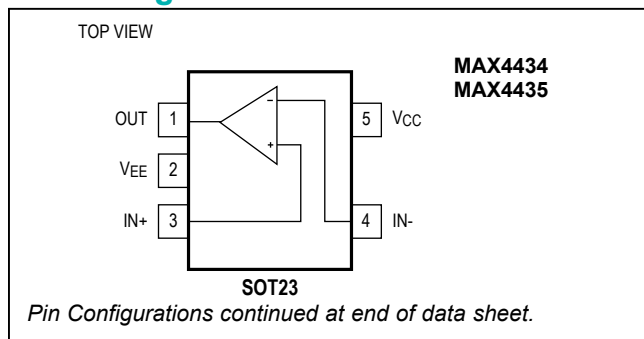 TOP VIEW
MAX4434
MAX4435
OUT 1
5 VCC
VEE 2
IN+ 3
4 IN-
−
+
SOT23
Pin Configurations continued at end of data sheet.